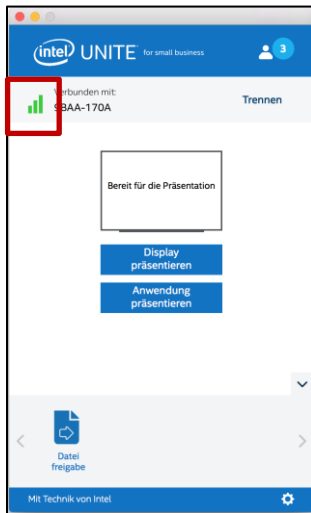 intel UNITE for small business
3
Verbunden mit:
9BAA-170A
Trennen
Bereit für die Präsentation
Display
präsentieren
Anwendung
präsentieren
Datei
freigabe
Mit Technik von Intel